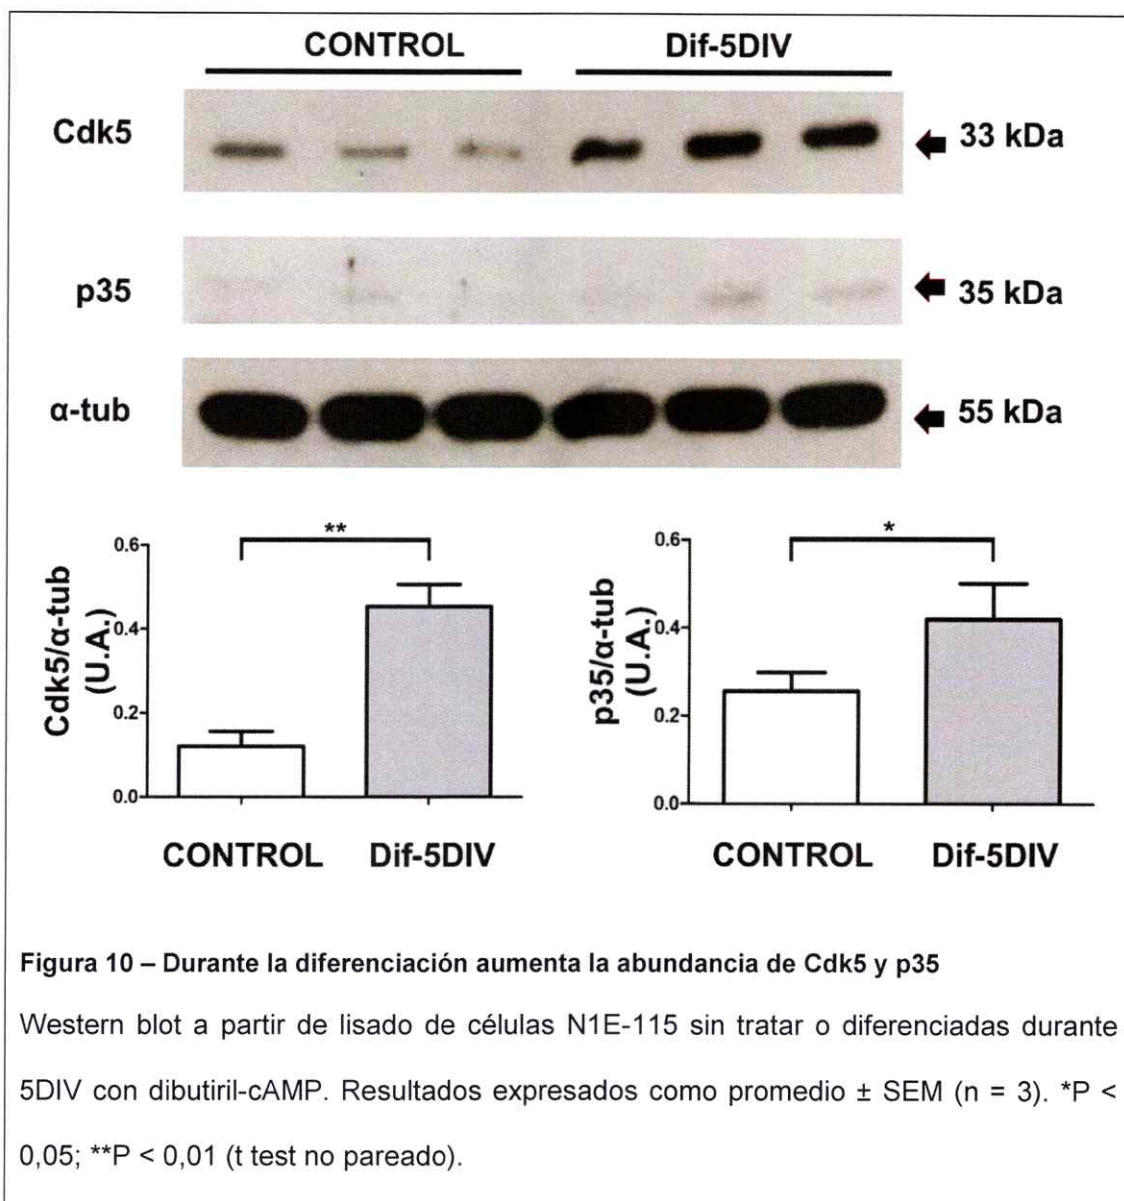 CONTROL Dif-5DIV
Cdk5 33 kDa
p35 35 kDa
α-tub 55 kDa
** *
Cdk5/α-tub
(U.A.)
0.6
0.4
0.2
0.0
CONTROL Dif-5DIV
p35/α-tub
(U.A.)
0.6
0.4
0.2
0.0
CONTROL Dif-5DIV
Figura 10 – Durante la diferenciación aumenta la abundancia de Cdk5 y p35
Western blot a partir de lisado de células N1E-115 sin tratar o diferenciadas durante
5DIV con dibutiril-cAMP. Resultados expresados como promedio ± SEM (n = 3). *P <
0,05; **P < 0,01 (t test no pareado).